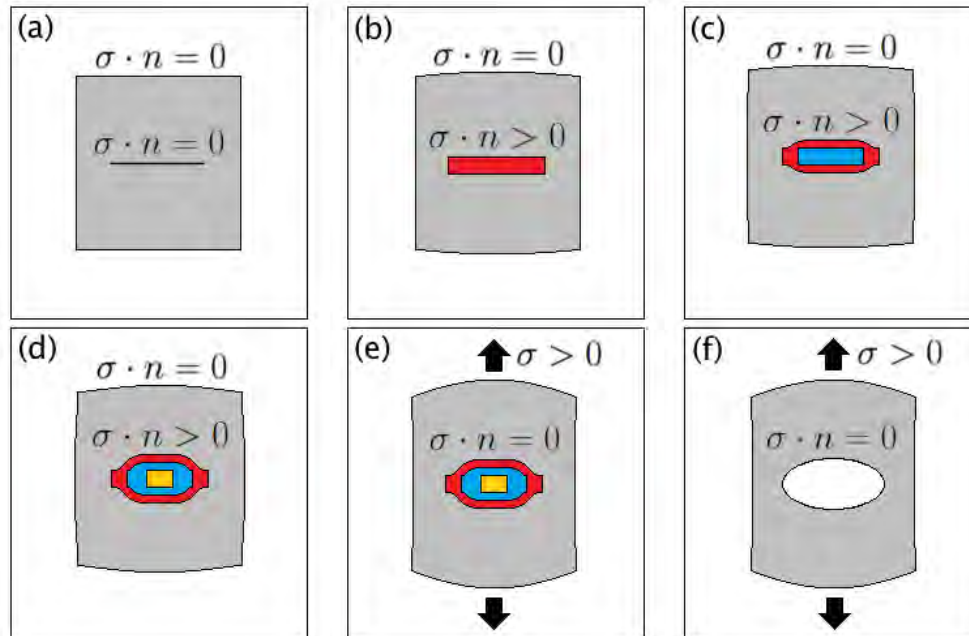 (a)
σ · n = 0
σ · n = 0
(b)
σ · n = 0
σ · n > 0
(c)
σ · n = 0
σ · n > 0
(d)
σ · n = 0
σ · n > 0
(e)
σ > 0
σ · n = 0
(f)
σ > 0
σ · n = 0